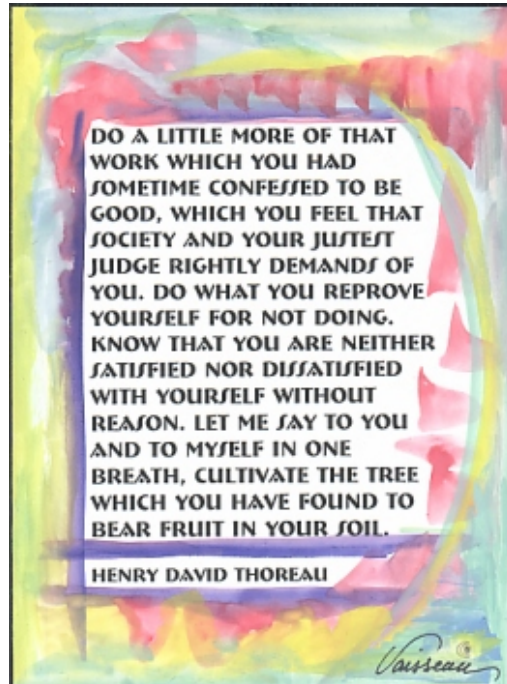 DO A LITTLE MORE OF THAT
WORK WHICH YOU HAD
SOMETIME CONFESSED TO BE
GOOD, WHICH YOU FEEL THAT
SOCIETY AND YOUR JUSTEST
JUDGE RIGHTLY DEMANDS OF
YOU. DO WHAT YOU REPROVE
YOURSELF FOR NOT DOING.
KNOW THAT YOU ARE NEITHER
SATISFIED NOR DISSATISFIED
WITH YOURSELF WITHOUT
REASON. LET ME SAY TO YOU
AND TO MYSELF IN ONE
BREATH, CULTIVATE THE TREE
WHICH YOU HAVE FOUND TO
BEAR FRUIT IN YOUR SOIL.
HENRY DAVID THOREAU
Vaisseau